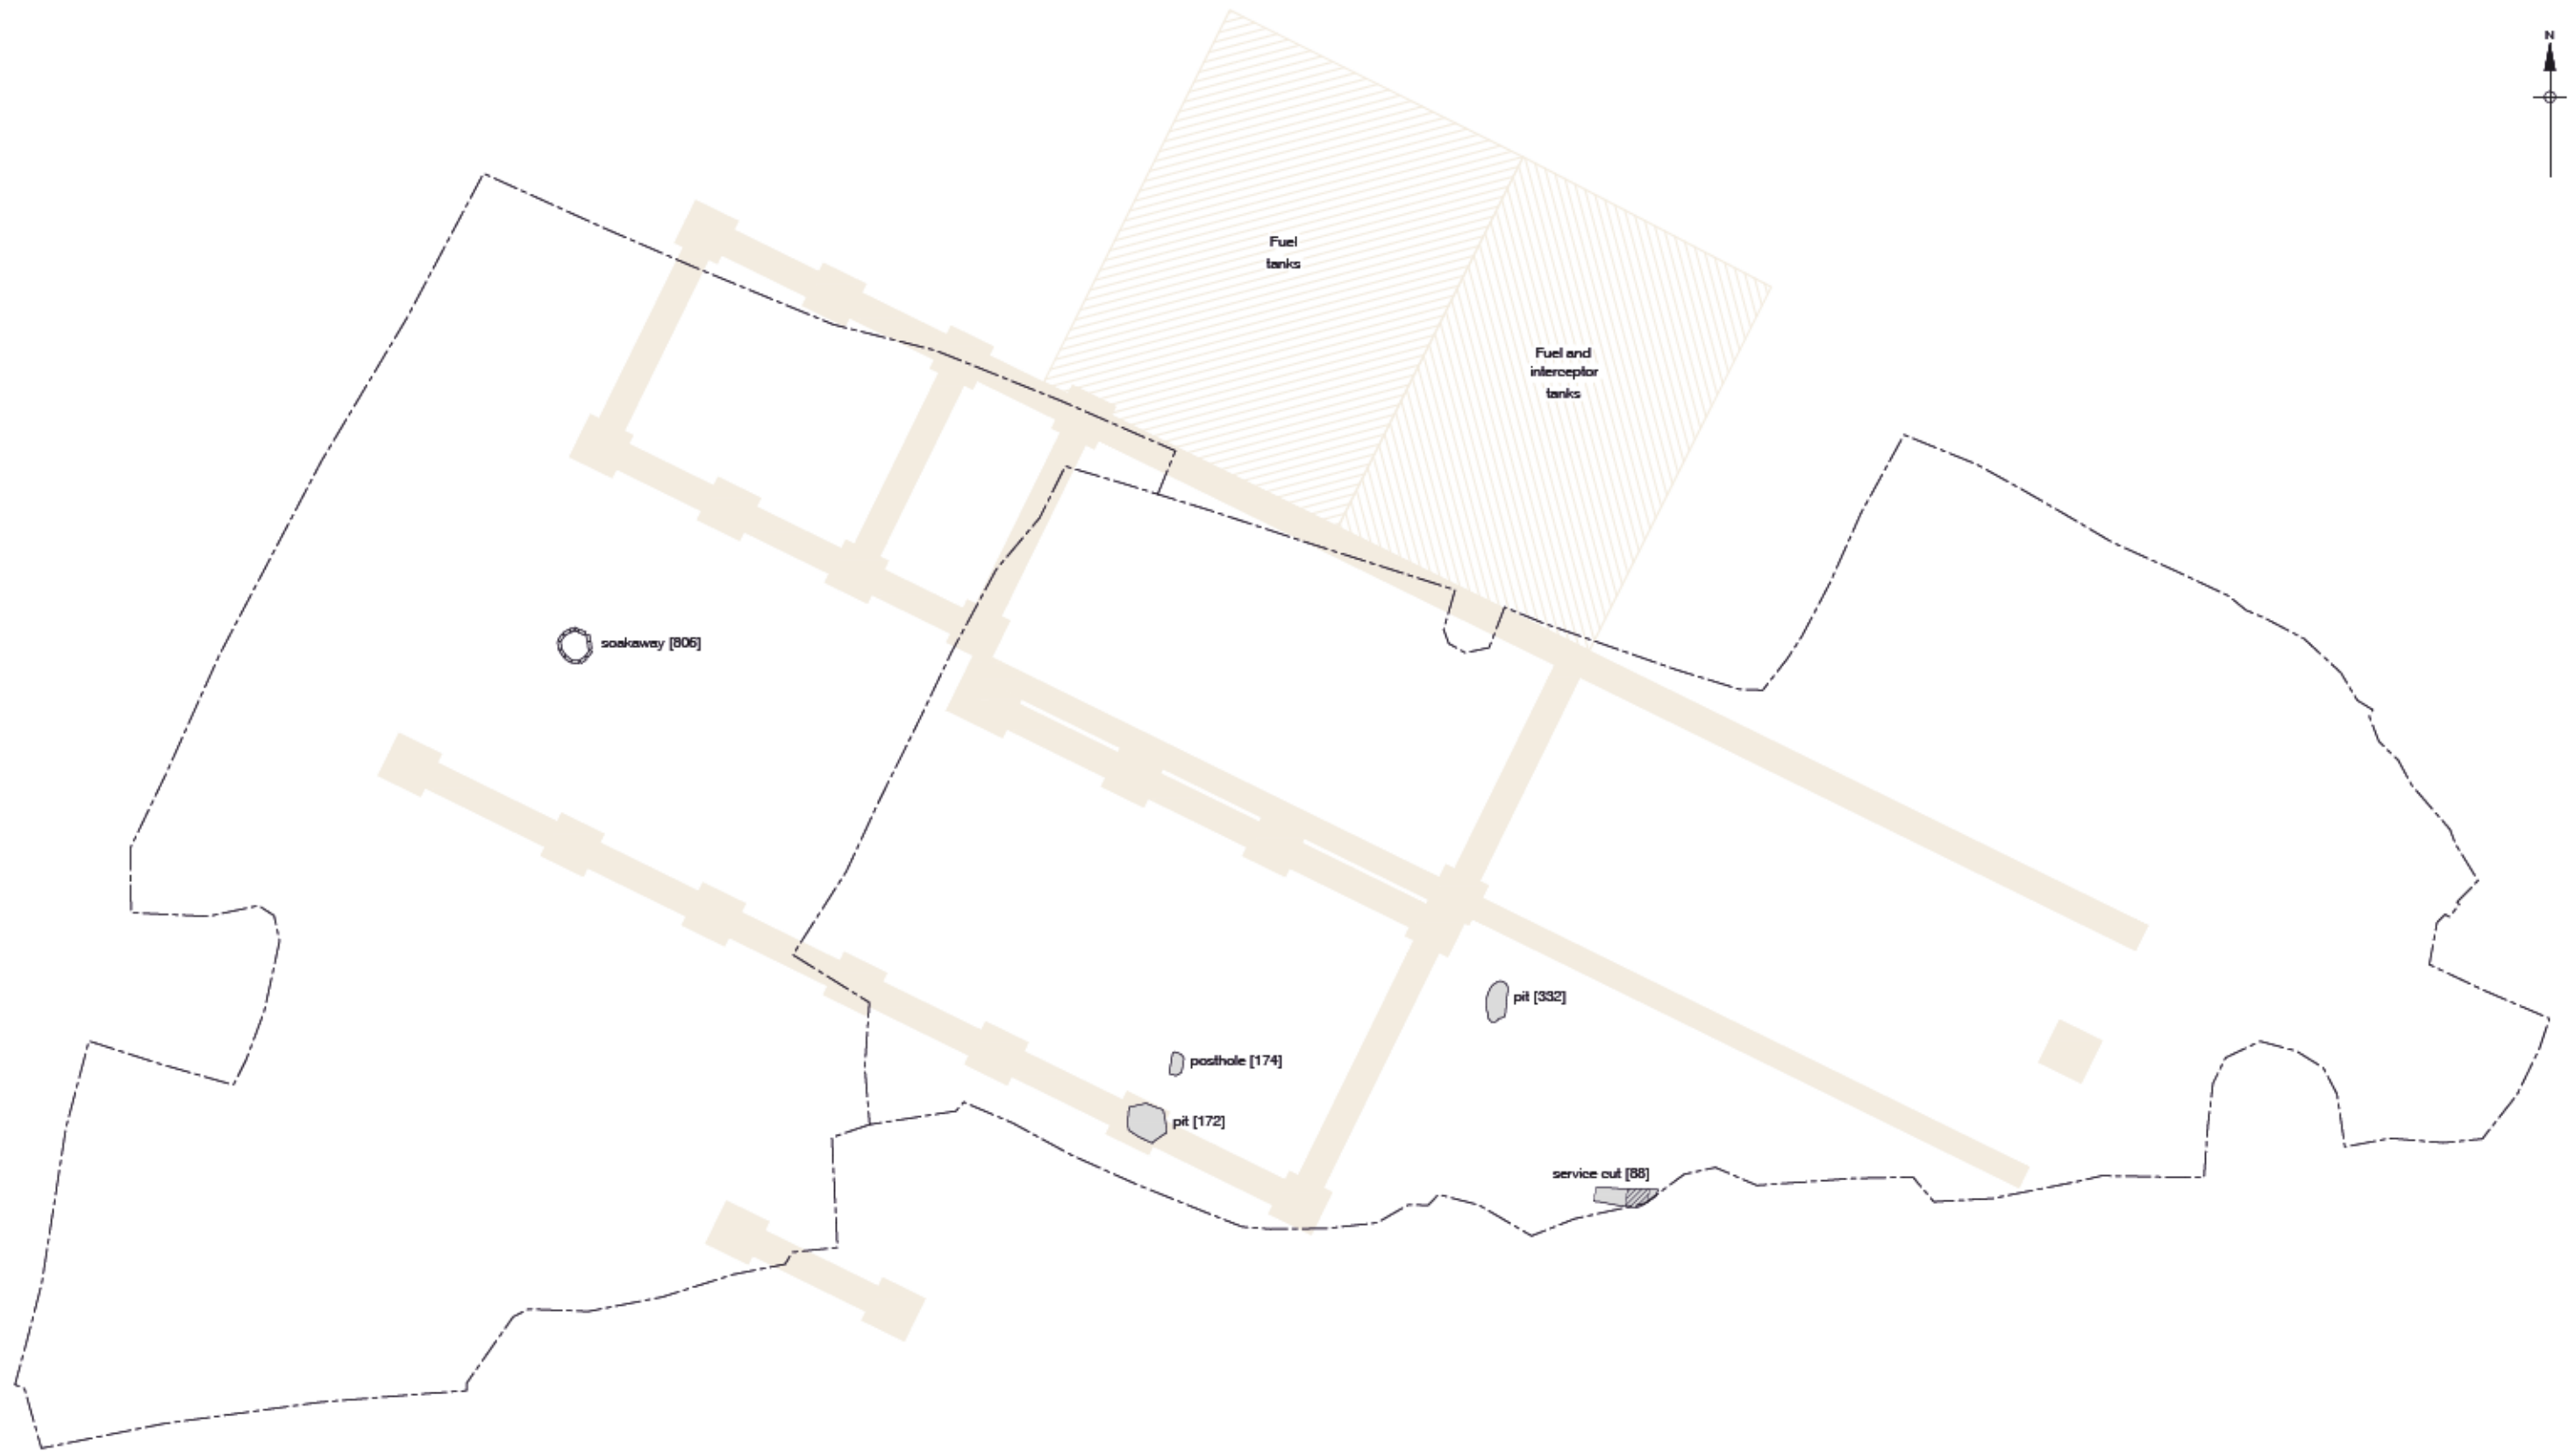 N
Fuel
tanks
Fuel and
interceptor
tanks
soakaway [806]
pit [332]
posthole [174]
pit [172]
service cut [88]